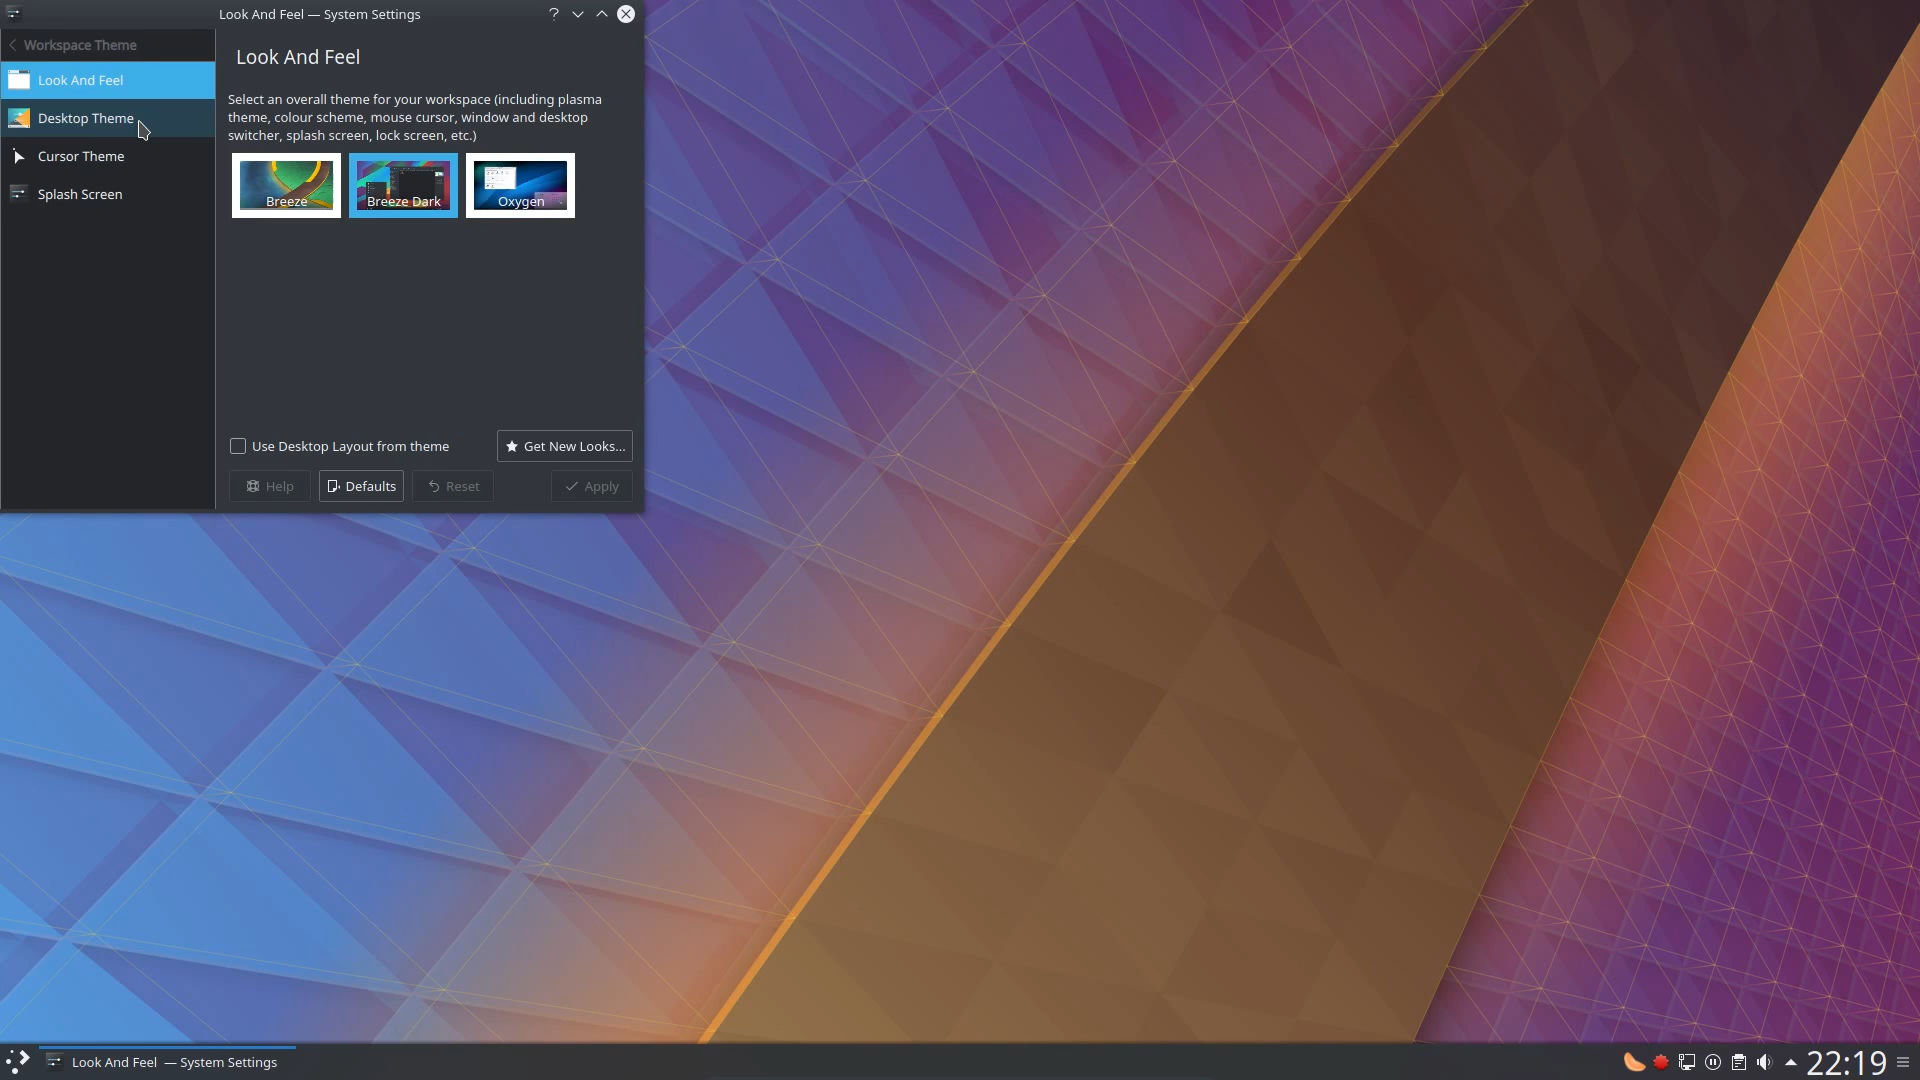 Look And Feel — System Settings
?
Workspace Theme
Look And Feel
Desktop Theme
Cursor Theme
Splash Screen
Look And Feel
Select an overall theme for your workspace (including plasma
theme, colour scheme, mouse cursor, window and desktop
switcher, splash screen, lock screen, etc.)
Breeze
Breeze Dark
Oxygen
Use Desktop Layout from theme
Get New Looks...
Help
Defaults
Reset
Apply
Look And Feel — System Settings
22:19